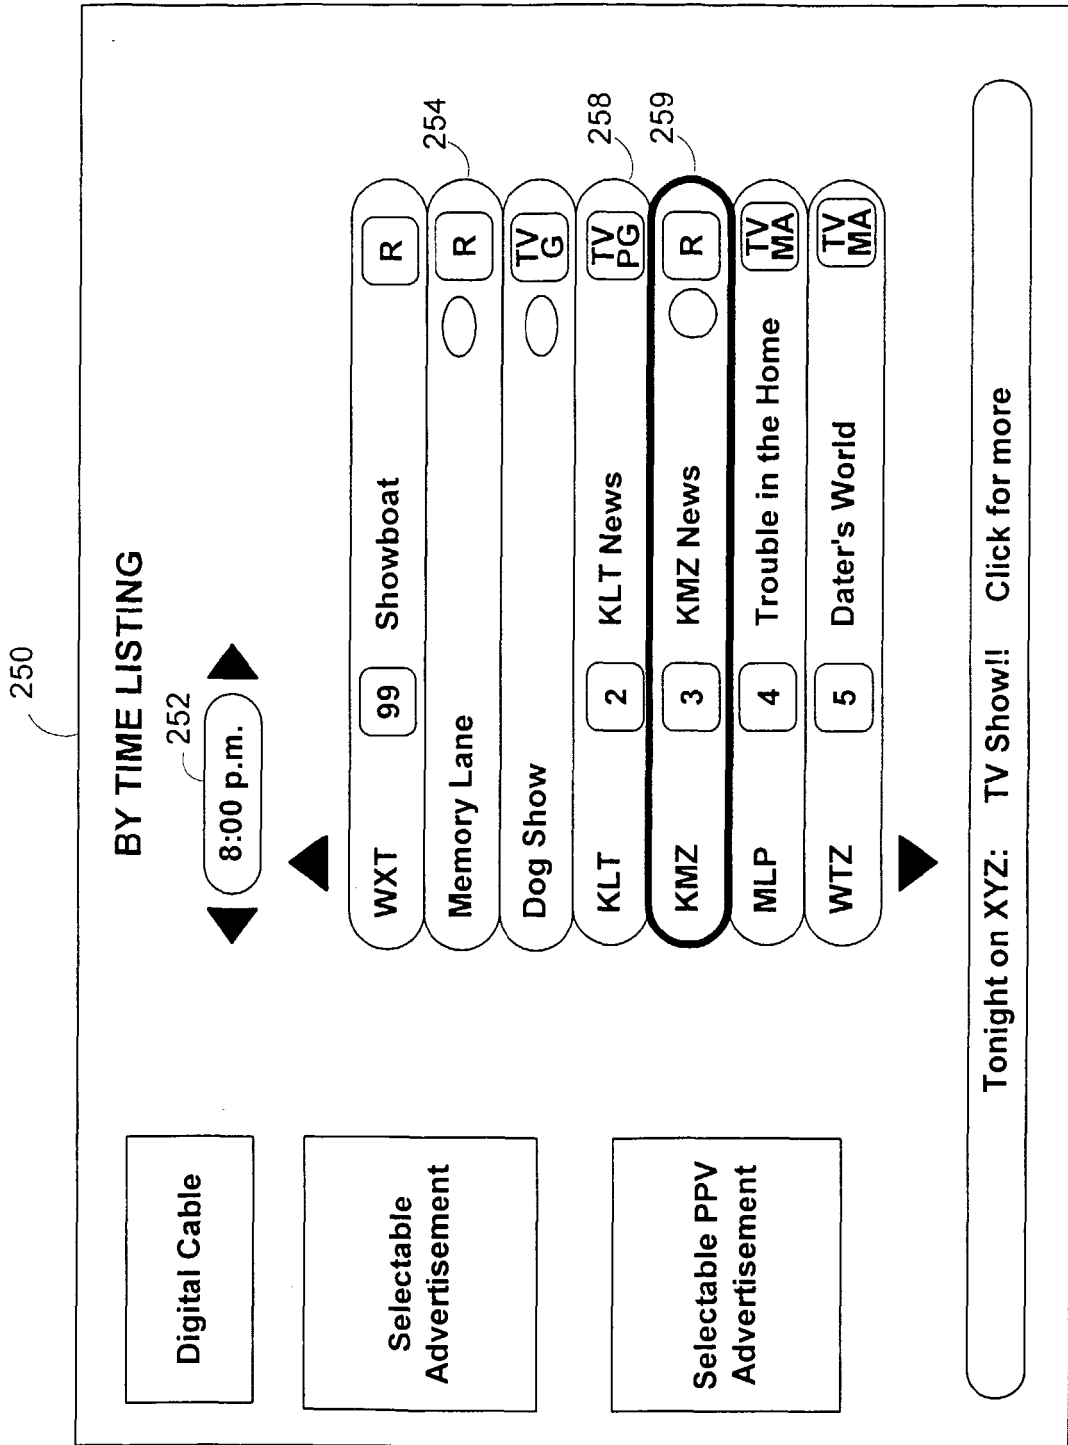 250
BY TIME LISTING
252
8:00 p.m.
Digital Cable
Selectable
Advertisement
Selectable PPV
Advertisement
WXT 99 Showboat R
Memory Lane R
254
Dog Show TV G
KLT 2 KLT News TV PG
258
KMZ 3 KMZ News R
259
MLP 4 Trouble in the Home TV MA
WTZ 5 Dater's World TV MA
Tonight on XYZ: TV Show!! Click for more